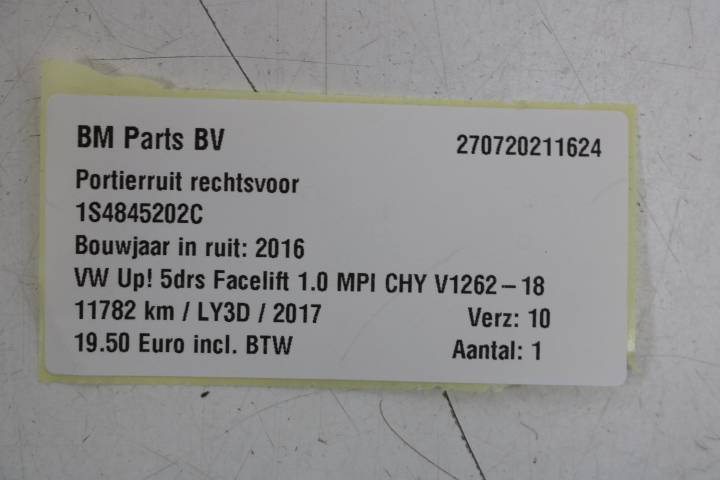 BM Parts BV 270720211624
Portierruit rechtsvoor
1S4845202C
Bouwjaar in ruit: 2016
VW Up! 5drs Facelift 1.0 MPI CHY V1262-18
11782 km / LY3D / 2017 Verz: 10
19.50 Euro incl. BTW Aantal: 1